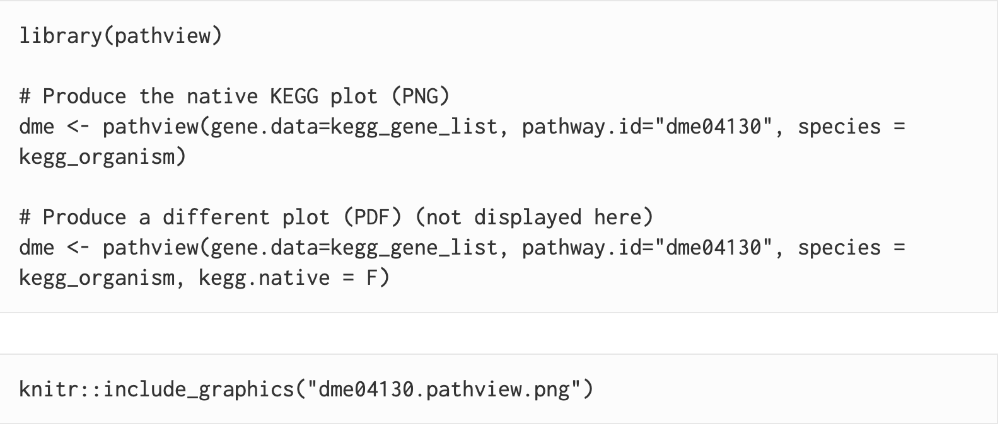 library(pathview)
# Produce the native KEGG plot (PNG)
dme <- pathview(gene.data=kegg_gene_list, pathway.id="dme04130", species =
kegg_organism)
# Produce a different plot (PDF) (not displayed here)
dme <- pathview(gene.data=kegg_gene_list, pathway.id="dme04130", species =
kegg_organism, kegg.native = F)
knitr::include_graphics("dme04130.pathview.png")